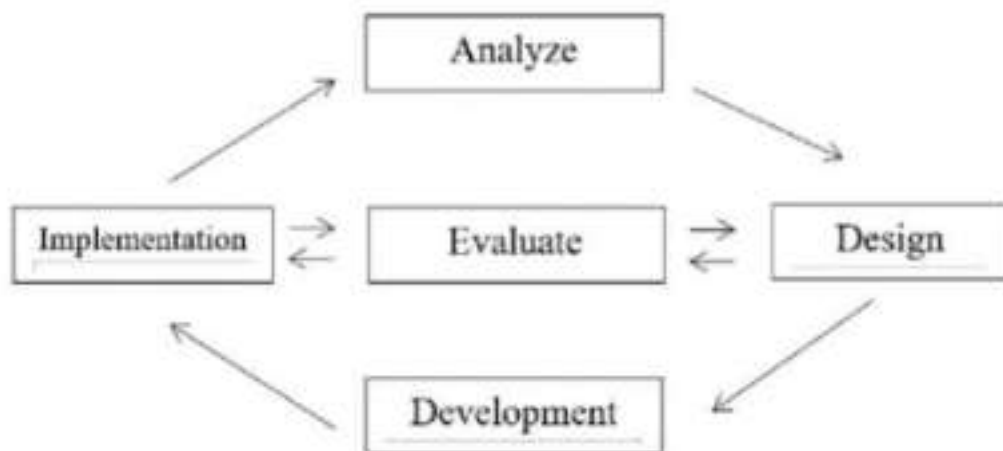 Analyze
Implementation
Evaluate
Design
Development